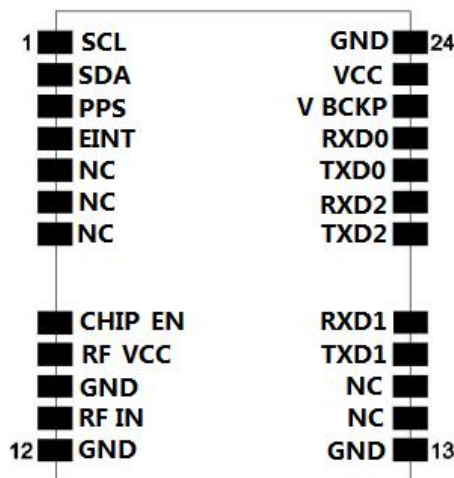 1 SCL GND 24
SDA VCC
PPS V BCKP
EINT RXD0
NC TXD0
NC RXD2
NC TXD2
CHIP EN RXD1
RF VCC TXD1
GND NC
RF IN NC
12 GND GND 13